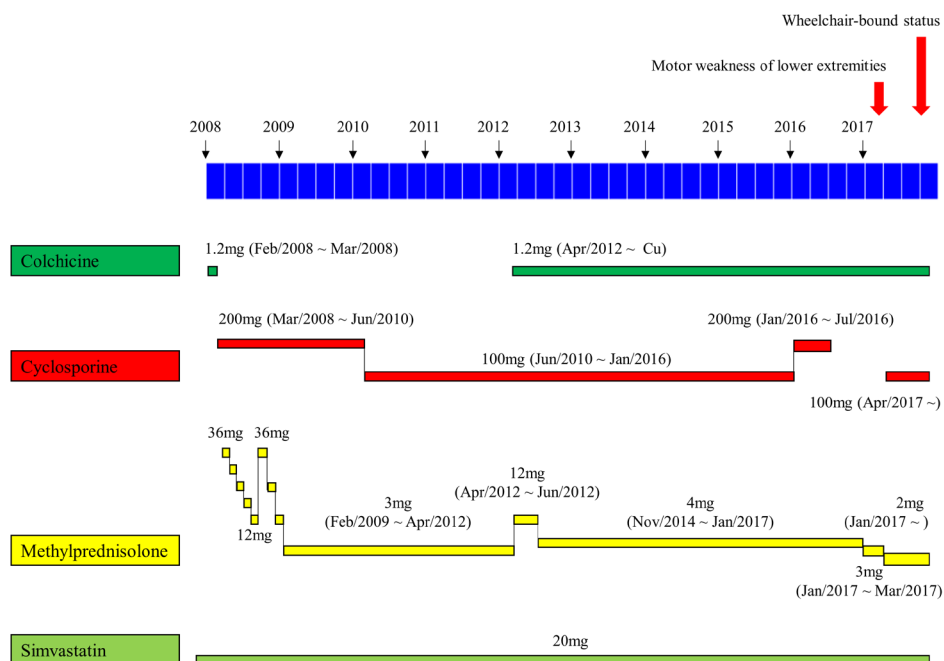 Wheelchair-bound status
Motor weakness of lower extremities
2008 2009 2010 2011 2012 2013 2014 2015 2016 2017
Colchicine
1.2mg (Feb/2008 ~ Mar/2008)
1.2mg (Apr/2012 ~ Cu)
Cyclosporine
200mg (Mar/2008 ~ Jun/2010)
100mg (Jun/2010 ~ Jan/2016)
200mg (Jan/2016 ~ Jul/2016)
100mg (Apr/2017 ~)
Methylprednisolone
36mg
12mg
36mg
3mg
(Feb/2009 ~ Apr/2012)
12mg
(Apr/2012 ~ Jun/2012)
4mg
(Nov/2014 ~ Jan/2017)
3mg
(Jan/2017 ~ Mar/2017)
2mg
(Jan/2017 ~ )
Simvastatin
20mg